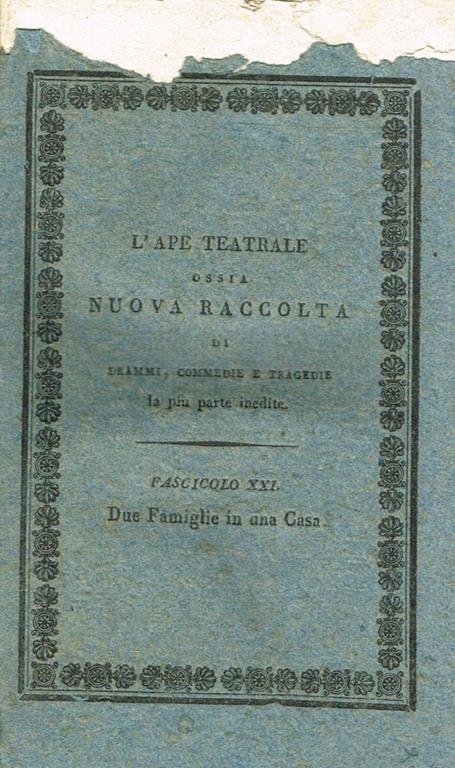 L'APE TEATRALE
OSSIA
NUOVA RACCOLTA
DI
DRAMMI, COMMEDIE E TRAGEDIE
la più parte inedite.
FASCICOLO XXI.
Due Famiglie in una Casa.